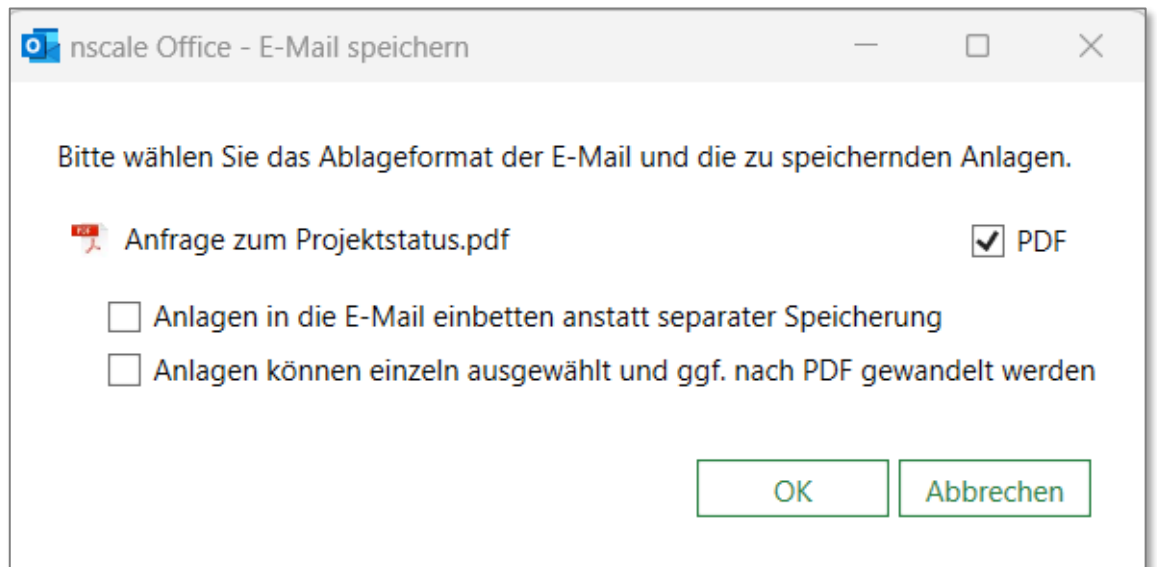 nscale Office - E-Mail speichern
Bitte wählen Sie das Ablageformat der E-Mail und die zu speichernden Anlagen.
Anfrage zum Projektstatus.pdf PDF
Anlagen in die E-Mail einbetten anstatt separater Speicherung
Anlagen können einzeln ausgewählt und ggf. nach PDF gewandelt werden
OK Abbrechen